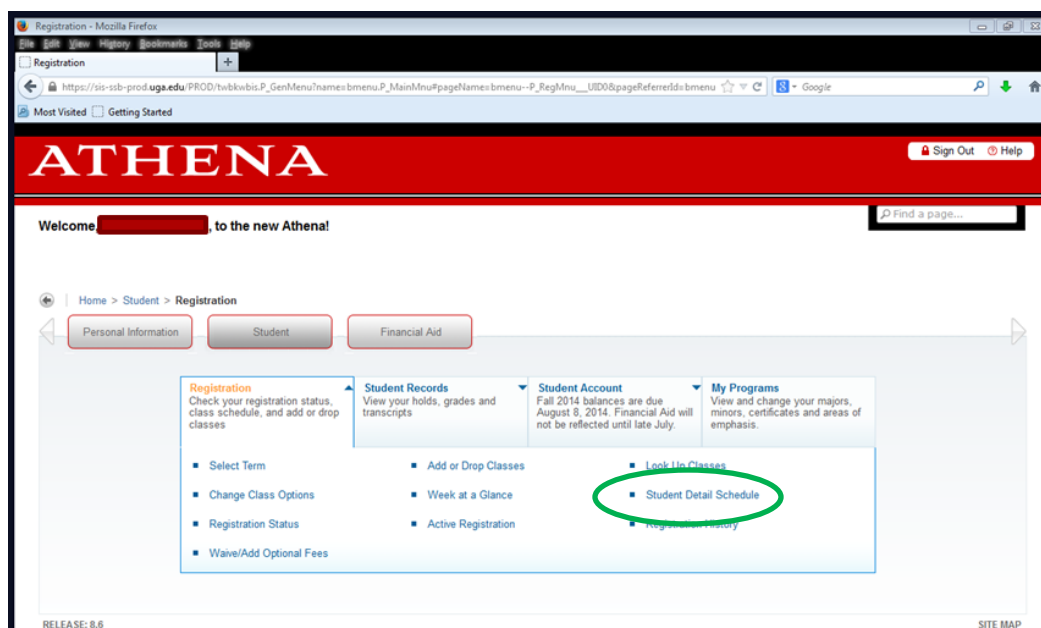 Registration - Mozilla Firefox
File Edit View History Bookmarks Tools Help
Registration +
https://sis-ssb-prod.uga.edu/PROD/twbkwbis.P_GenMenu?name=bmenu.P_MainMnu#pageName=bmenu--P_RegMnu__UID0&pageReferrerId=bmenu Google
Most Visited Getting Started
ATHENA
Sign Out Help
Find a page...
Welcome, , to the new Athena!
Home > Student > Registration
Personal Information Student Financial Aid
Registration
Check your registration status,
class schedule, and add or drop
classes
Student Records
View your holds, grades and
transcripts
Student Account
Fall 2014 balances are due
August 8, 2014. Financial Aid will
not be reflected until late July.
My Programs
View and change your majors,
minors, certificates and areas of
emphasis.
Select Term Add or Drop Classes Look Up Classes
Change Class Options Week at a Glance Student Detail Schedule
Registration Status Active Registration Registration History
Waive/Add Optional Fees
RELEASE: 8.6 SITE MAP